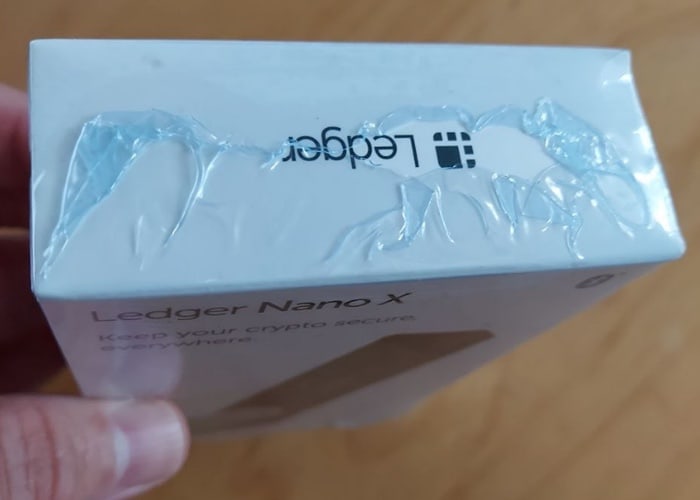 Ledger
Ledger Nano X
Keep your crypto secure,
everywhere